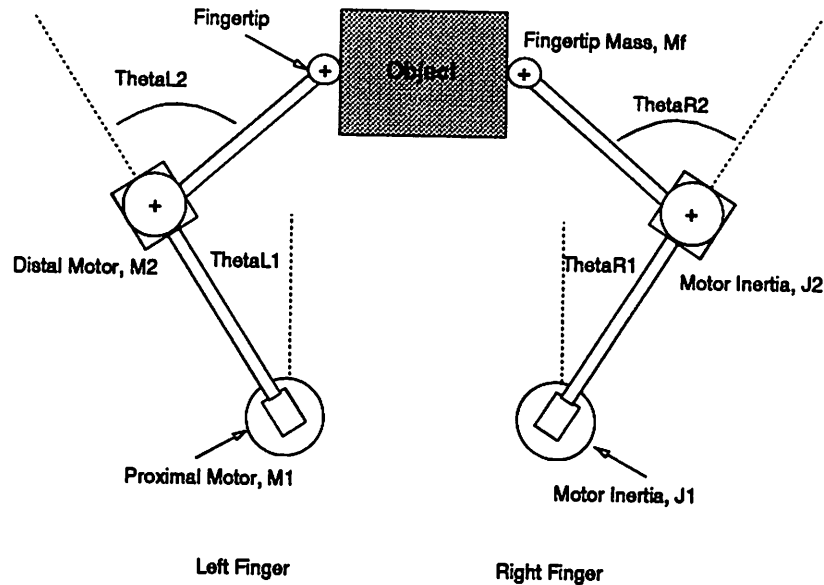 Fingertip
Fingertip Mass, Mf
Object
ThetaL2
ThetaR2
ThetaL1
ThetaR1
Distal Motor, M2
Motor Inertia, J2
Proximal Motor, M1
Motor Inertia, J1
Left Finger
Right Finger